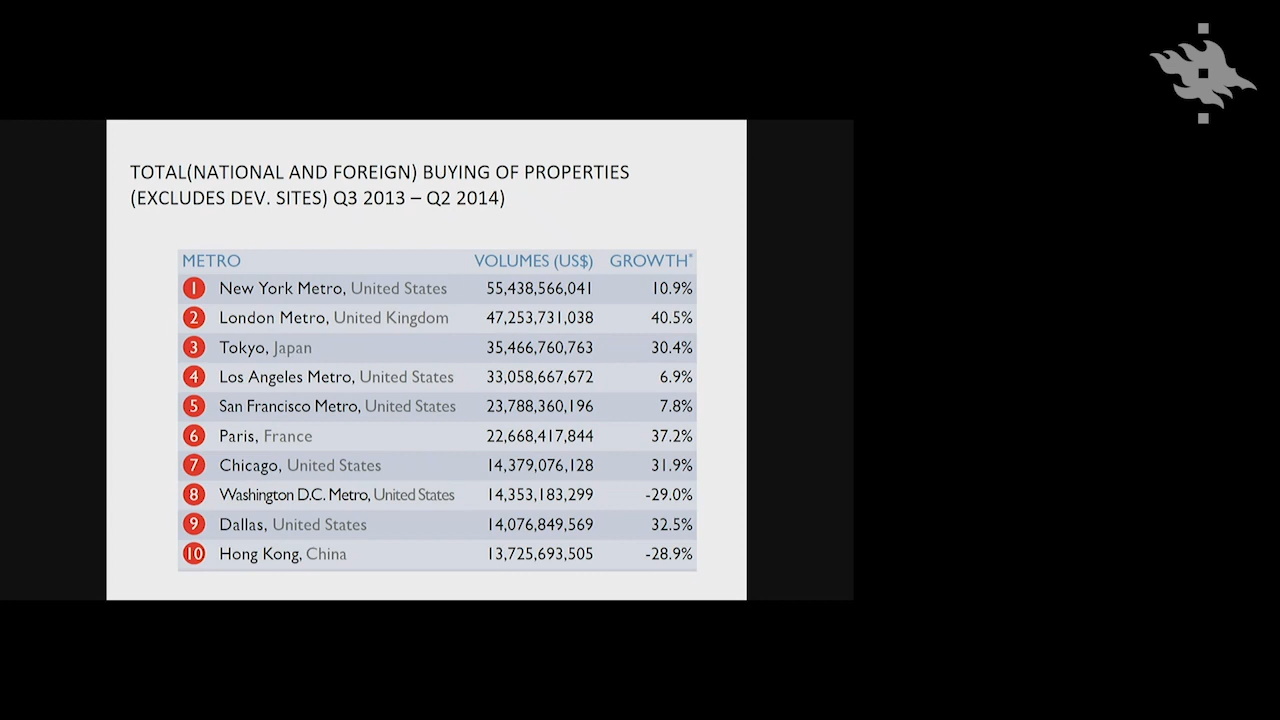 TOTAL(NATIONAL AND FOREIGN) BUYING OF PROPERTIES
(EXCLUDES DEV. SITES) Q3 2013 – Q2 2014)
METRO VOLUMES (US$) GROWTH*
1 New York Metro, United States 55,438,566,041 10.9%
2 London Metro, United Kingdom 47,253,731,038 40.5%
3 Tokyo, Japan 35,466,760,763 30.4%
4 Los Angeles Metro, United States 33,058,667,672 6.9%
5 San Francisco Metro, United States 23,788,360,196 7.8%
6 Paris, France 22,668,417,844 37.2%
7 Chicago, United States 14,379,076,128 31.9%
8 Washington D.C. Metro, United States 14,353,183,299 -29.0%
9 Dallas, United States 14,076,849,569 32.5%
10 Hong Kong, China 13,725,693,505 -28.9%